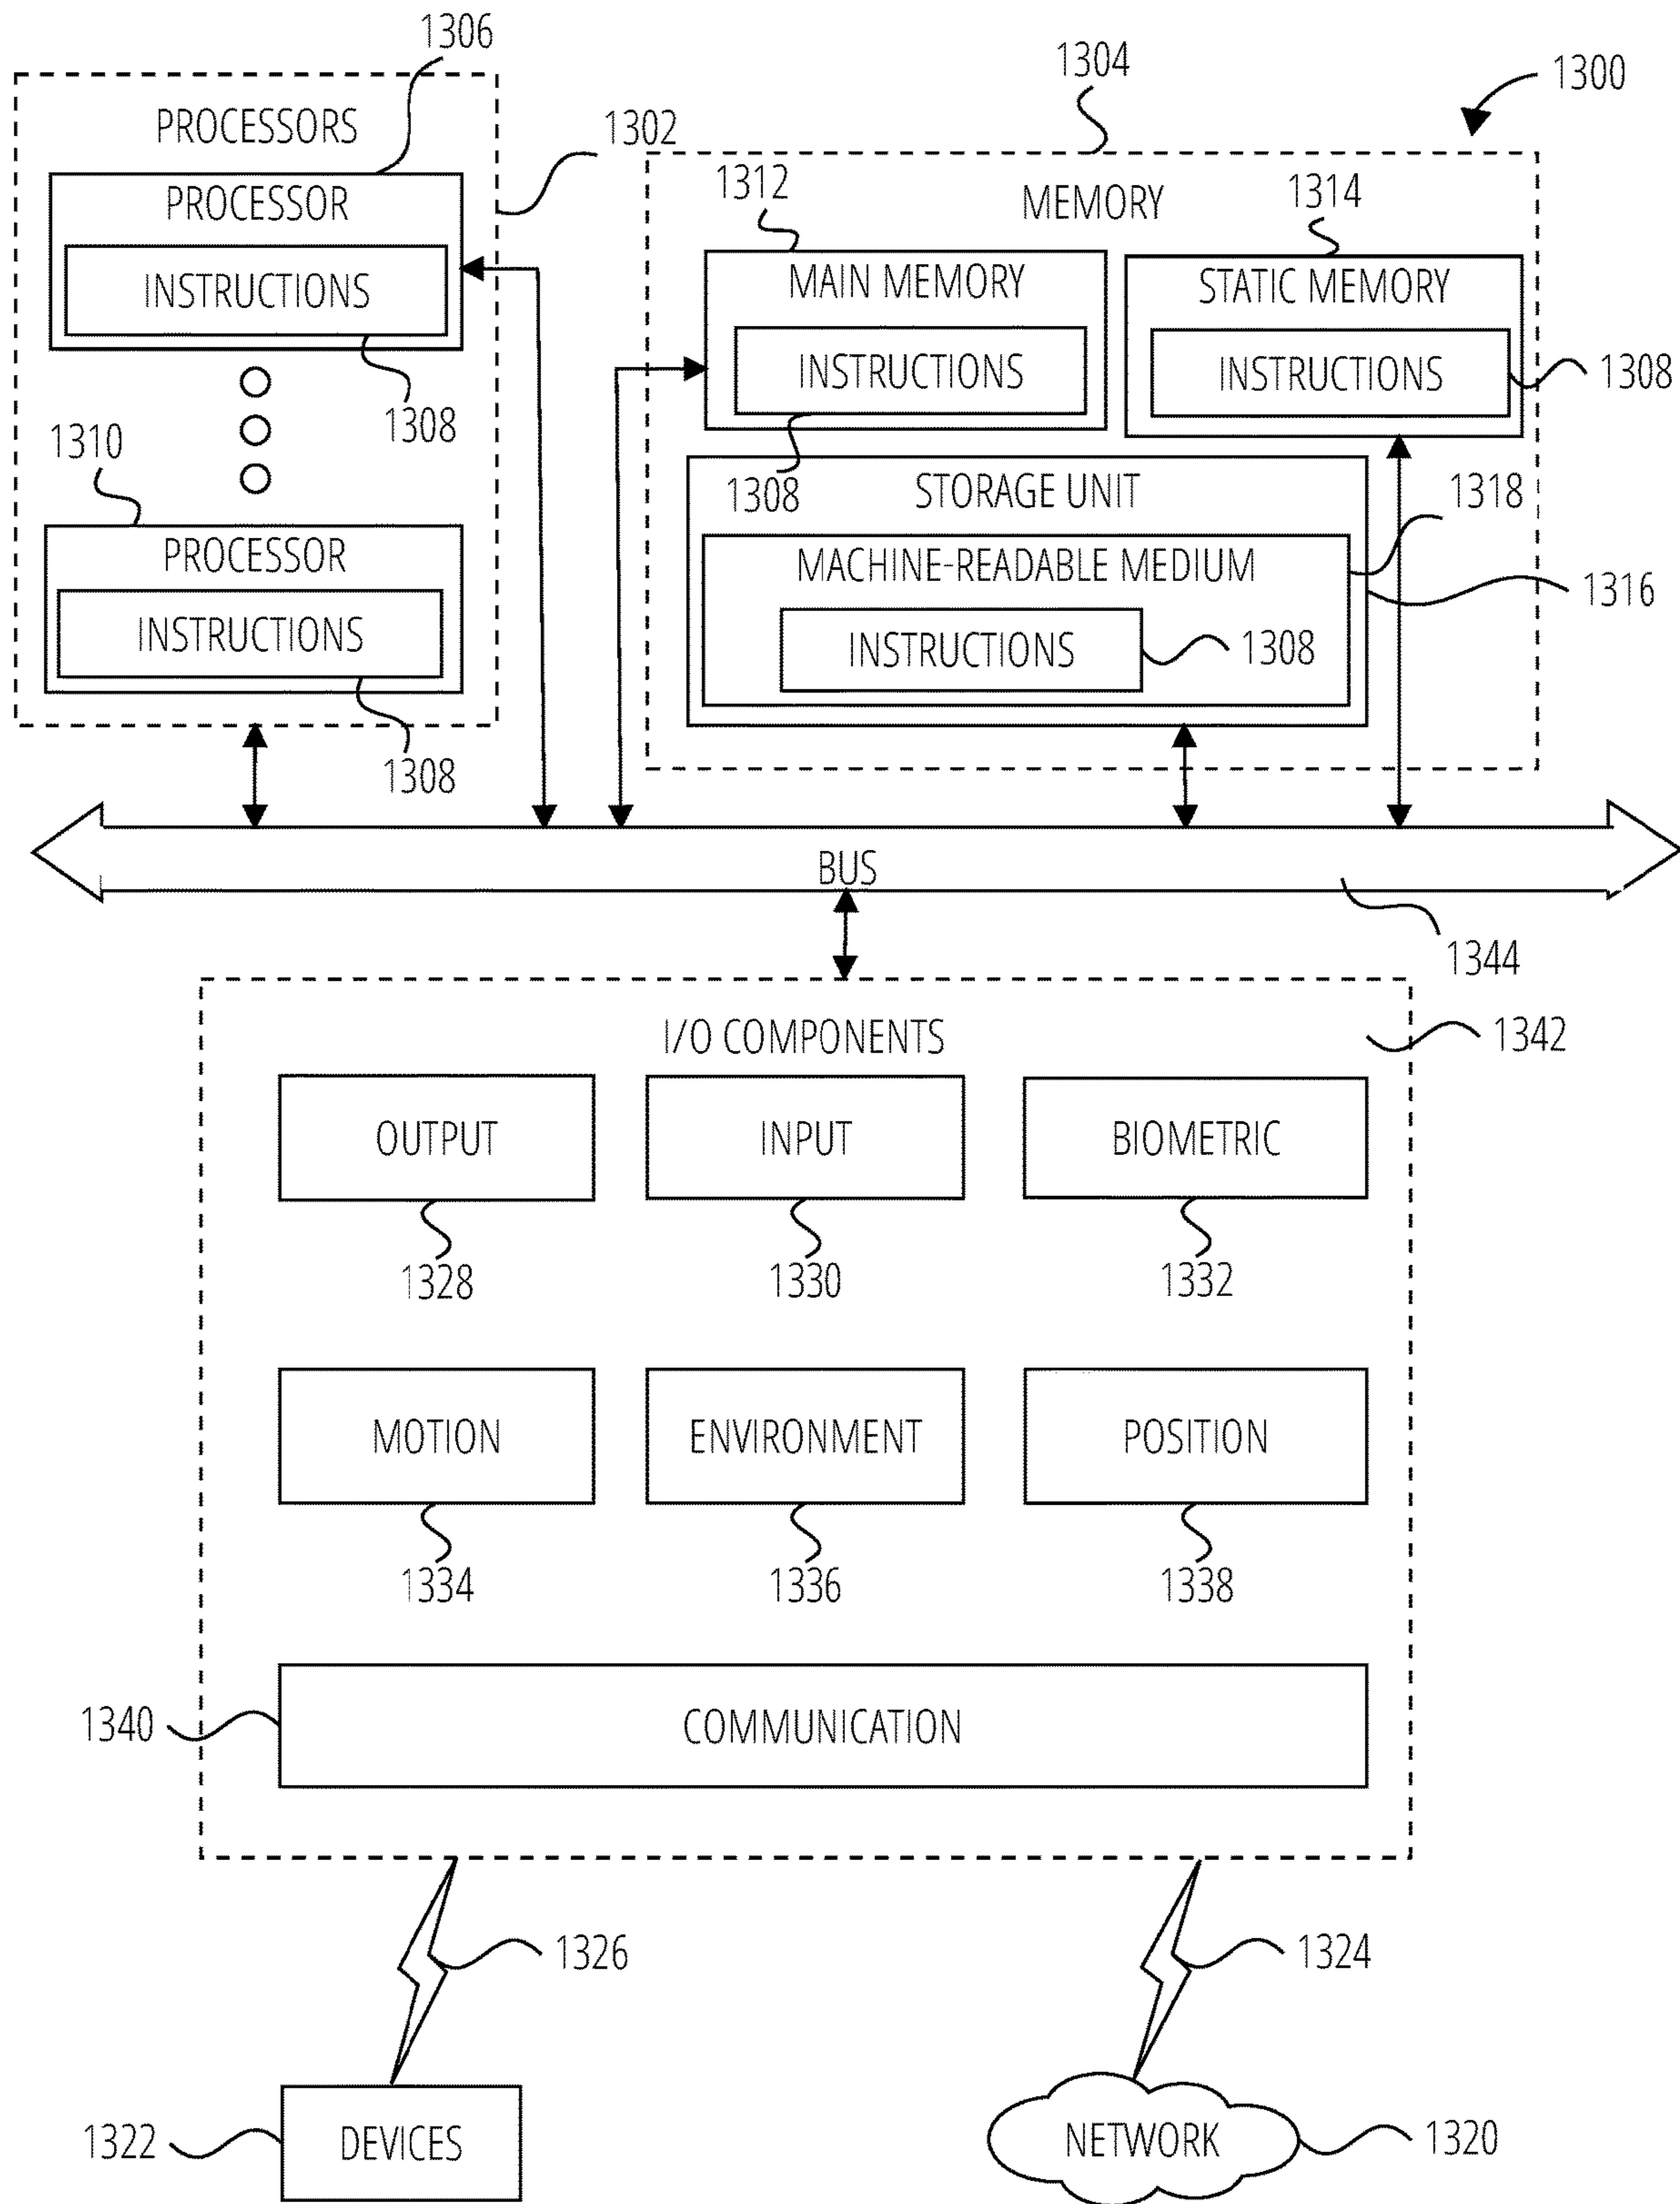 1306
1304
1300
PROCESSORS
1302
1312
MEMORY
1314
PROCESSOR
INSTRUCTIONS
MAIN MEMORY
STATIC MEMORY
INSTRUCTIONS
INSTRUCTIONS
1308
1308
1310
1308
STORAGE UNIT
1318
PROCESSOR
MACHINE-READABLE MEDIUM
1316
INSTRUCTIONS
INSTRUCTIONS
1308
1308
BUS
1344
I/O COMPONENTS
1342
OUTPUT
INPUT
BIOMETRIC
1328
1330
1332
MOTION
ENVIRONMENT
POSITION
1334
1336
1338
1340
COMMUNICATION
1326
1324
1322
DEVICES
NETWORK
1320